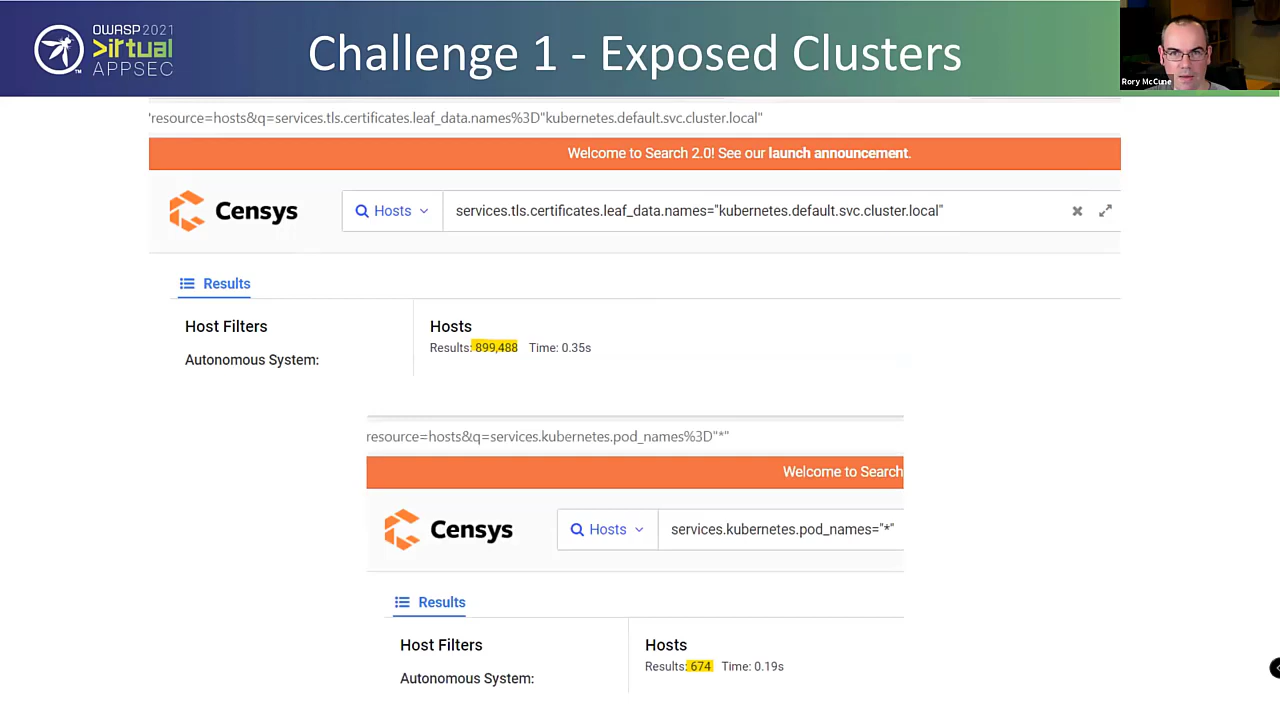 OWASP 2021
>irtual
APPSEC
TM
Challenge 1 - Exposed Clusters
Rory McCune
'resource=hosts&q=services.tls.certificates.leaf_data.names%3D"kubernetes.default.svc.cluster.local"
Welcome to Search 2.0! See our launch announcement.
Censys
Hosts
services.tls.certificates.leaf_data.names="kubernetes.default.svc.cluster.local"
Results
Host Filters
Hosts
Results: 899,488 Time: 0.35s
Autonomous System:
resource=hosts&q=services.kubernetes.pod_names%3D"*"
Welcome to Search
Censys
Hosts
services.kubernetes.pod_names="*"
Results
Host Filters
Hosts
Results: 674 Time: 0.19s
Autonomous System: